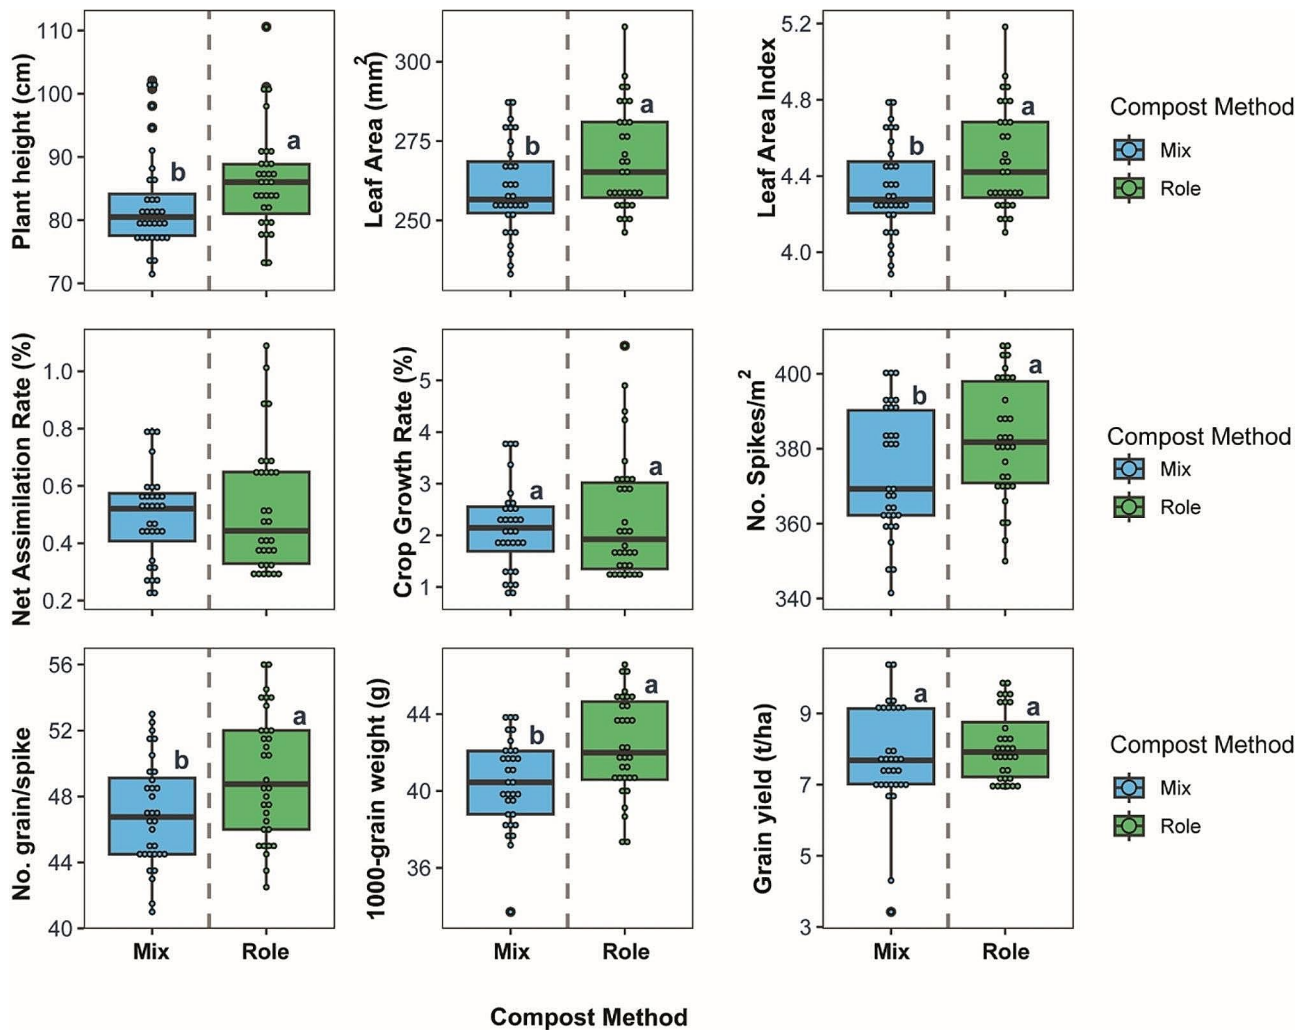 Plant height (cm)
110
100
90
80
70
b
a
Leaf Area (mm2)
300
275
250
b
a
Leaf Area Index
5.2
4.8
4.4
4.0
b
a
Compost Method
Mix
Role
Net Assimilation Rate (%)
1.0
0.8
0.6
0.4
0.2
Crop Growth Rate (%)
5
4
3
2
1
a
a
No. Spikes/m2
400
380
360
340
b
a
Compost Method
Mix
Role
No. grain/spike
56
52
48
44
40
b
a
1000-grain weight (g)
44
40
36
b
a
Grain yield (t/ha)
9
7
5
3
a
a
Compost Method
Mix
Role
Mix Role Mix Role Mix Role
Compost Method